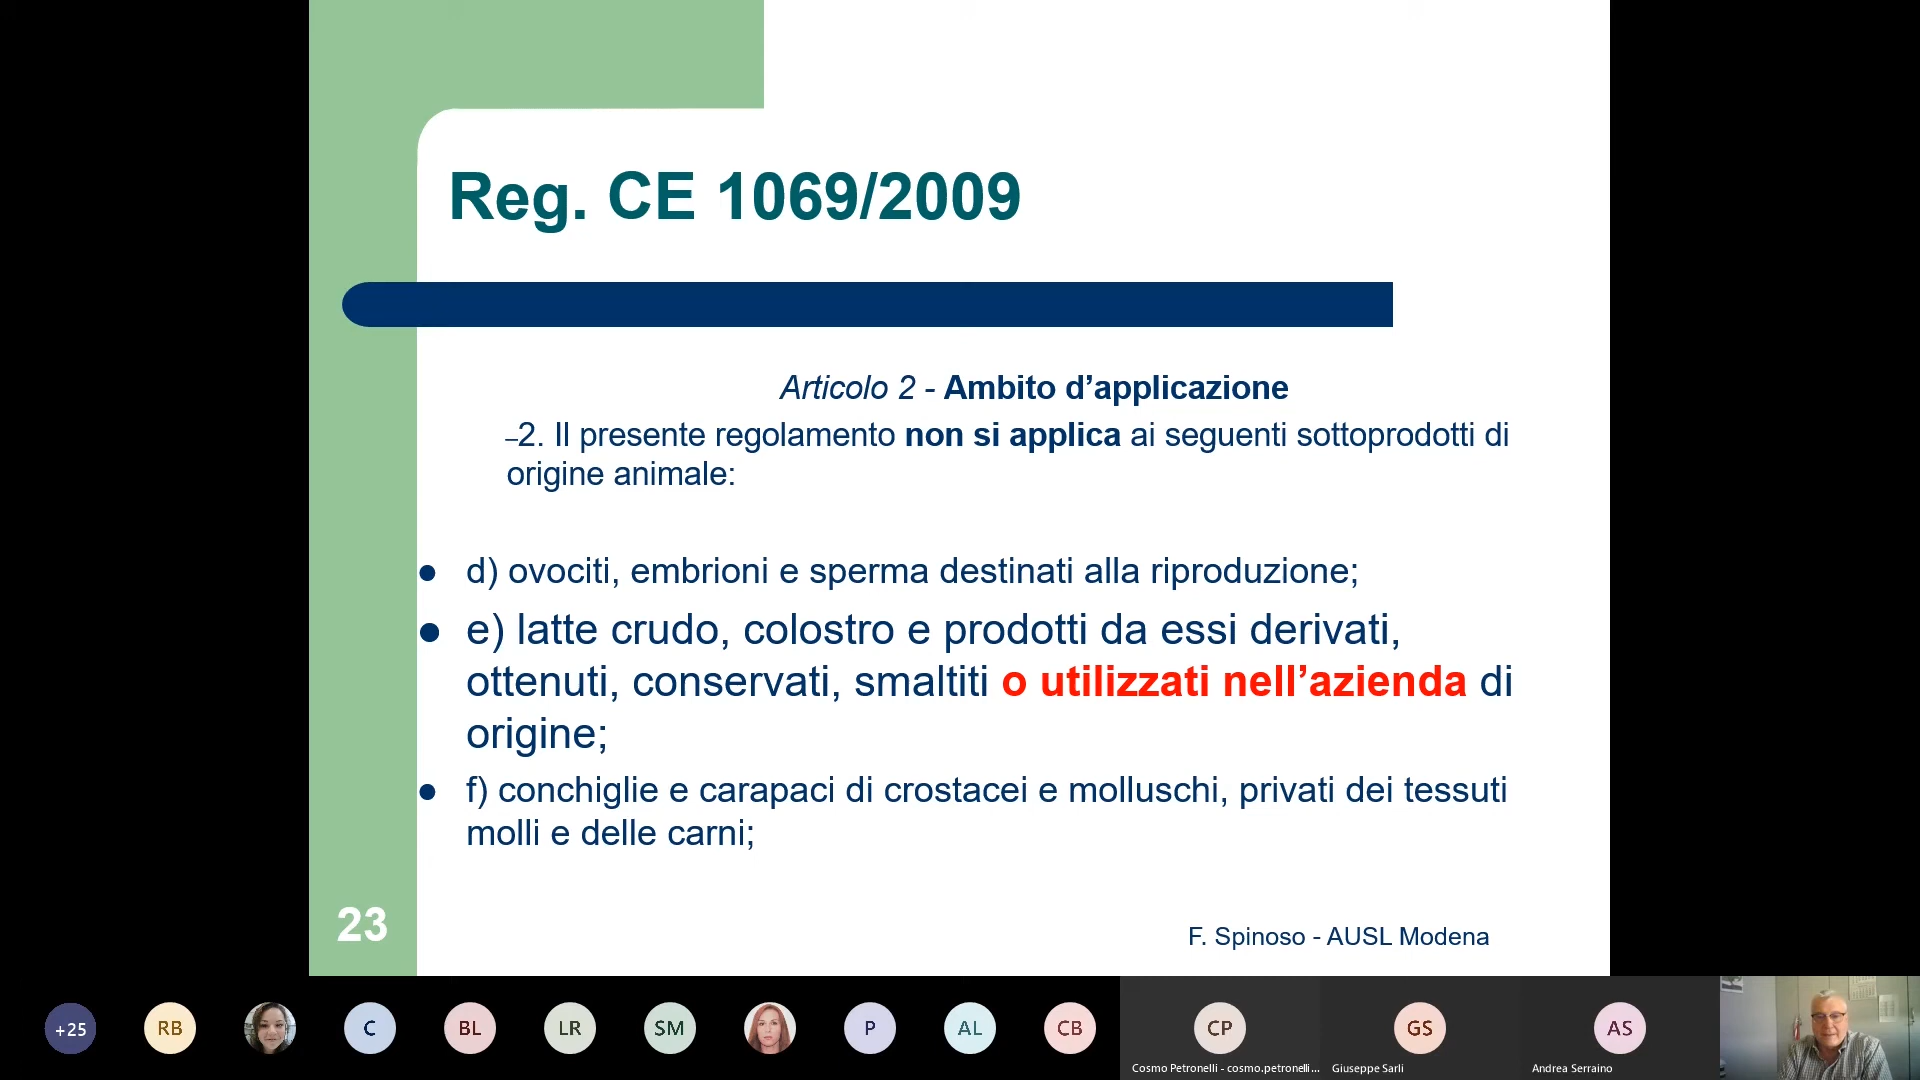 Reg. CE 1069/2009
Articolo 2 - Ambito d’applicazione
–2. Il presente regolamento non si applica ai seguenti sottoprodotti di
origine animale:
● d) ovociti, embrioni e sperma destinati alla riproduzione;
● e) latte crudo, colostro e prodotti da essi derivati,
ottenuti, conservati, smaltiti o utilizzati nell’azienda di
origine;
● f) conchiglie e carapaci di crostacei e molluschi, privati dei tessuti
molli e delle carni;
23
F. Spinoso - AUSL Modena
+25
RB
C
BL
LR
SM
P
AL
CB
CP
GS
AS
Cosmo Petronelli - cosmo.petronelli...
Giuseppe Sarli
Andrea Serraino